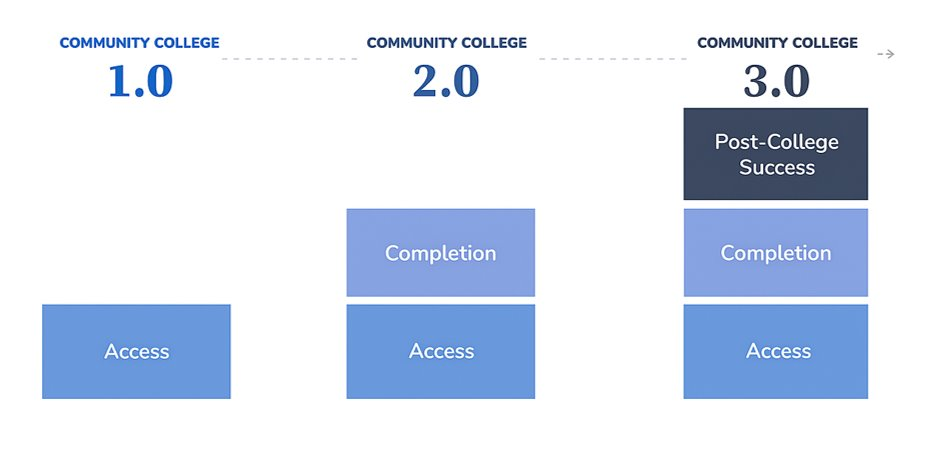 COMMUNITY COLLEGE
1.0
COMMUNITY COLLEGE
2.0
COMMUNITY COLLEGE
3.0
Post-College
Success
Completion
Completion
Access
Access
Access